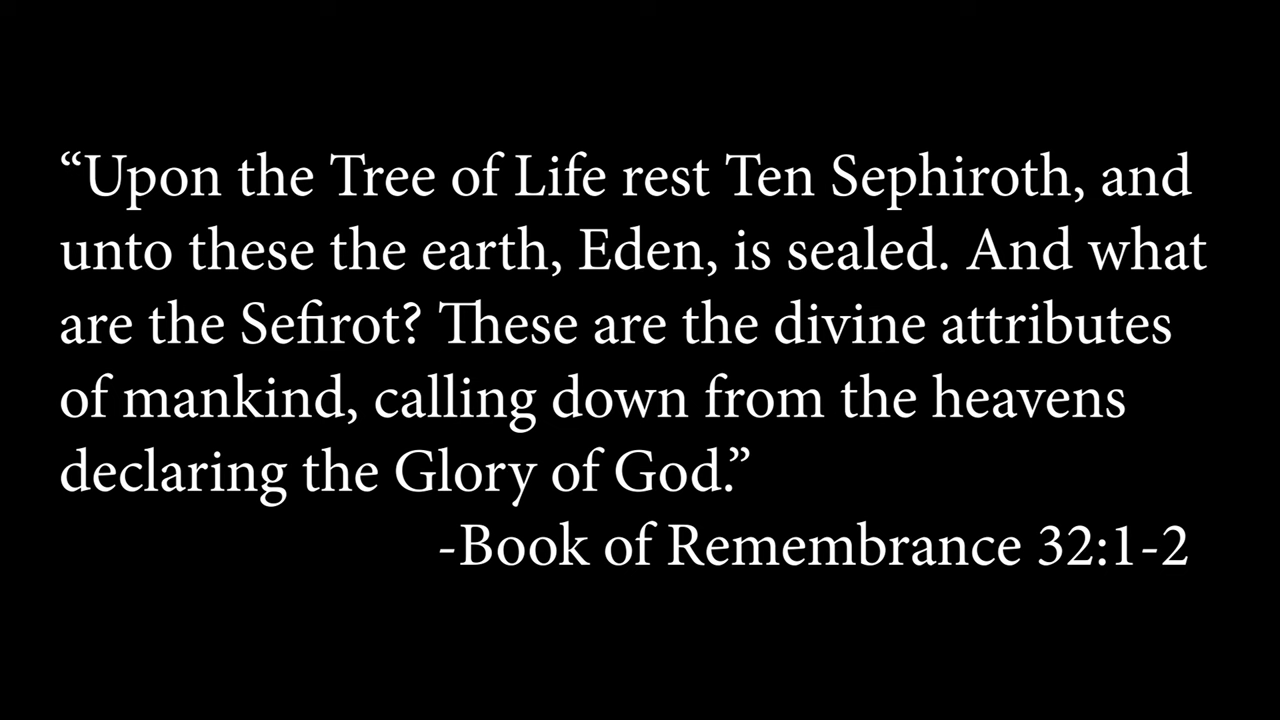 “Upon the Tree of Life rest Ten Sephiroth, and
unto these the earth, Eden, is sealed. And what
are the Sefirot? These are the divine attributes
of mankind, calling down from the heavens
declaring the Glory of God.”
-Book of Remembrance 32:1-2